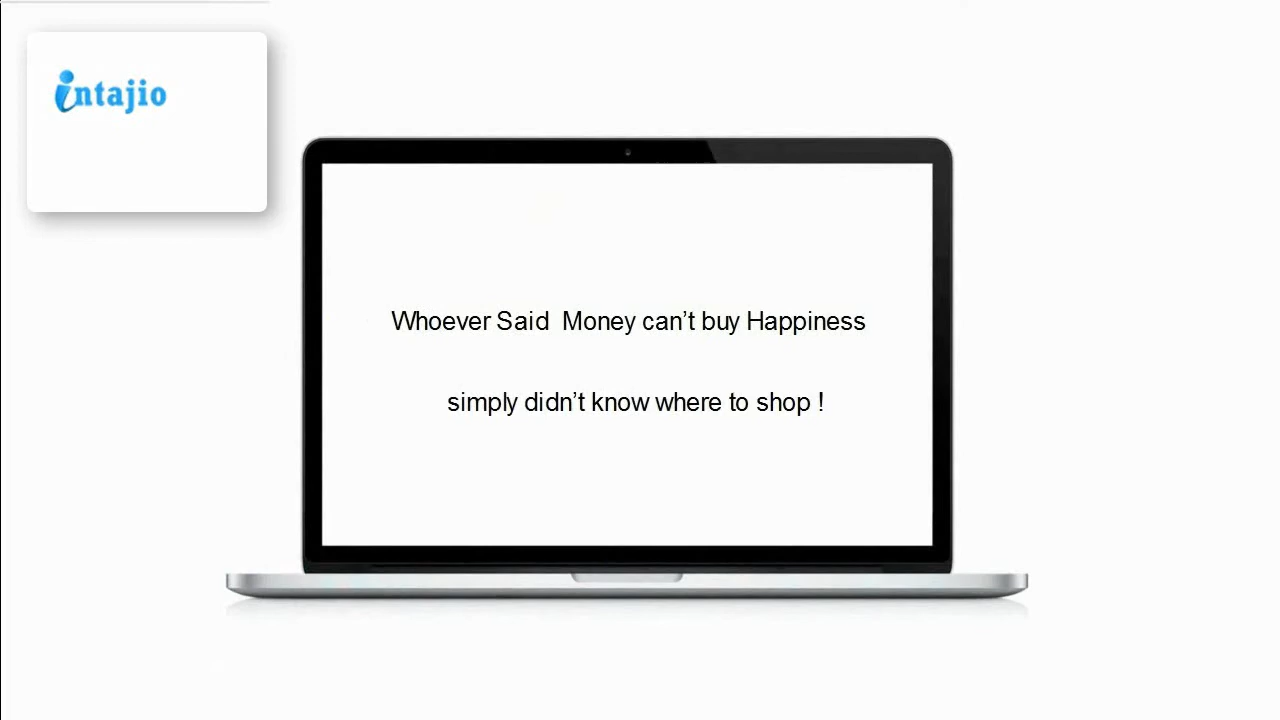 intajio
Whoever Said  Money can’t buy Happiness
simply didn’t know where to shop !